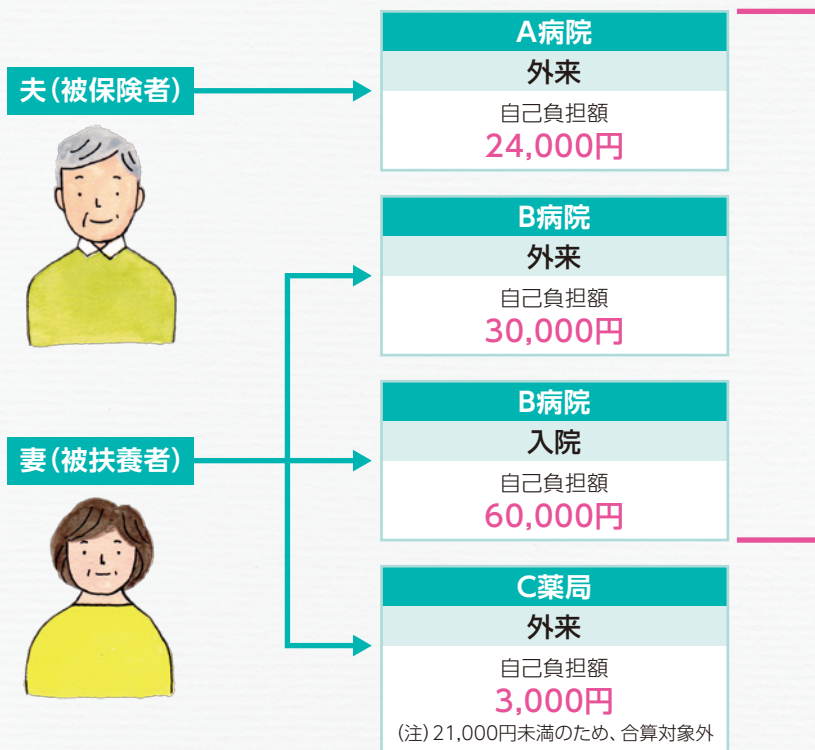 夫(被保険者)
A病院
外来
自己負担額
24,000円
B病院
外来
自己負担額
30,000円
妻(被扶養者)
B病院
入院
自己負担額
60,000円
C薬局
外来
自己負担額
3,000円
(注)21,000円未満のため、合算対象外